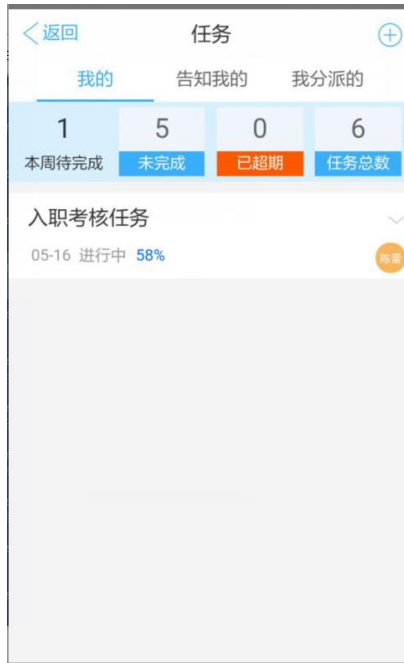 返回 任务
我的 告知我的 我分派的
1 5 0 6
本周待完成 未完成 已超期 任务总数
入职考核任务
05-16 进行中 58%